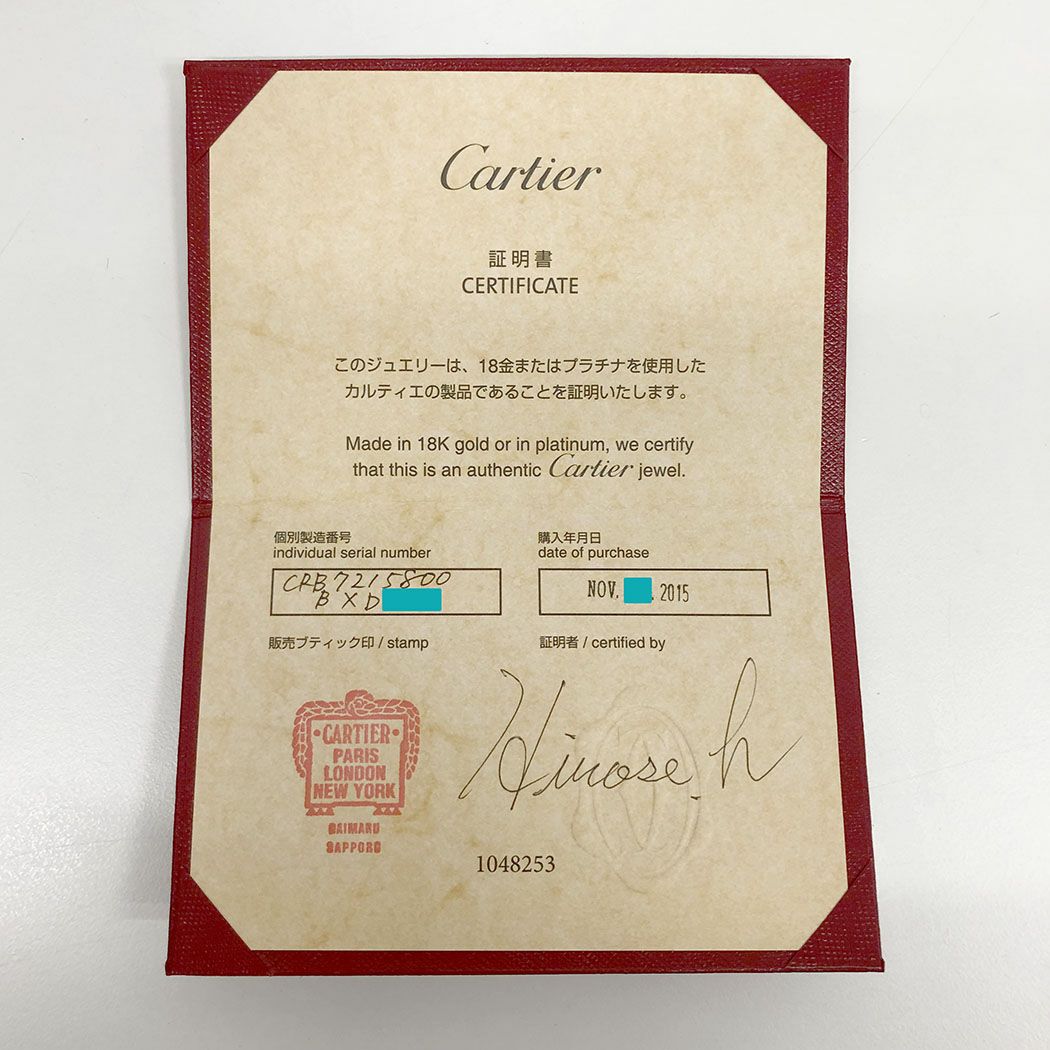 Cartier
証明書
CERTIFICATE
このジュエリーは、18金またはプラチナを使用した
カルティエの製品であることを証明いたします。
Made in 18K gold or in platinum, we certify
that this is an authentic Cartier jewel.
個別製造番号
individual serial number
CRB7215800
BXD
購入年月日
date of purchase
NOV. . 2015
販売ブティック印 / stamp
証明者 / certified by
·CARTIER·
PARIS
LONDON
NEW YORK
DAIMARU
SAPPORO
Hirose. h
1048253